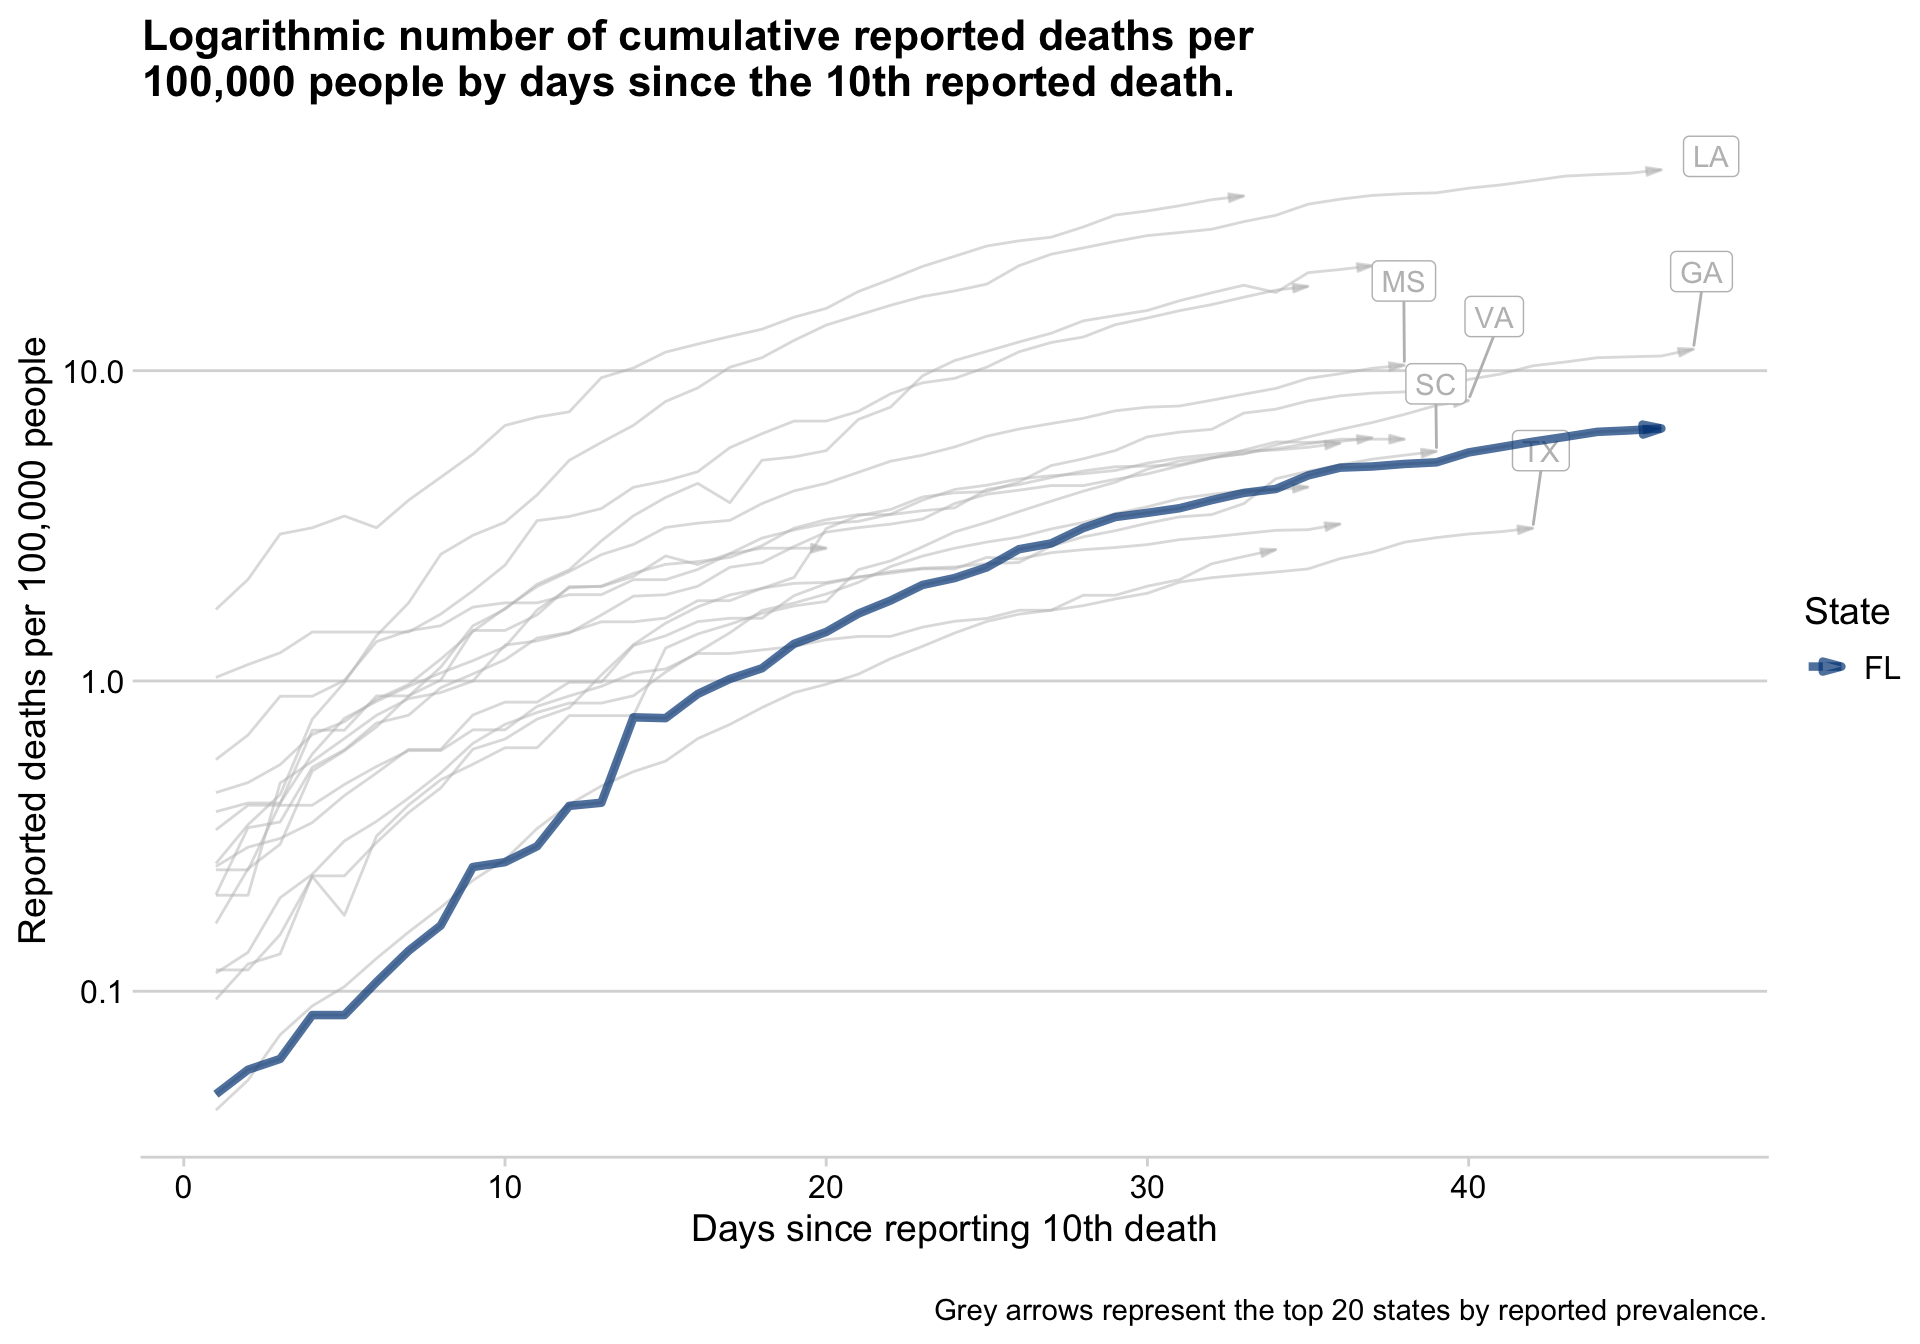 Logarithmic number of cumulative reported deaths per
100,000 people by days since the 10th reported death.
LA
GA
MS
VA
SC
TX
Reported deaths per 100,000 people
10.0
1.0
0.1
State
FL
0 10 20 30 40
Days since reporting 10th death
Grey arrows represent the top 20 states by reported prevalence.